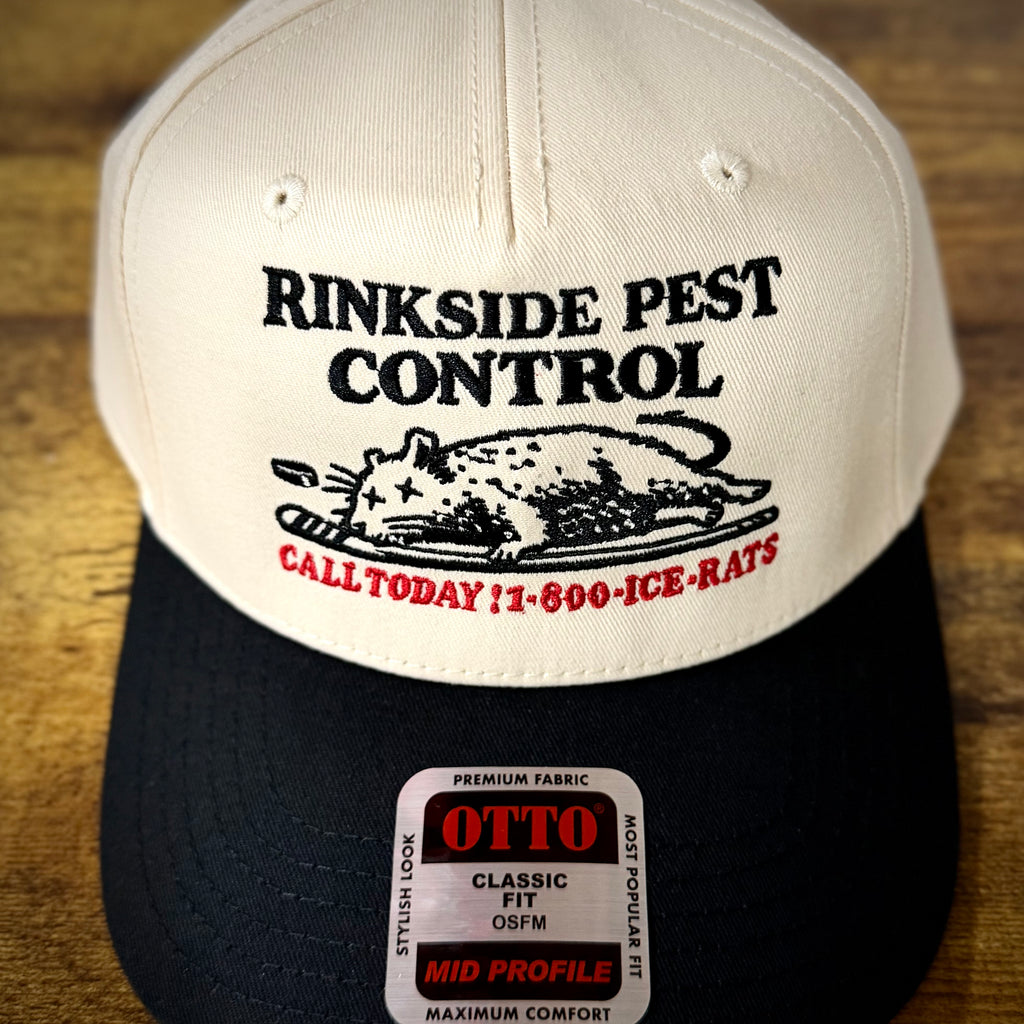 RINKSIDE PEST
CONTROL
CALL TODAY! 1-800-ICE-RATS
PREMIUM FABRIC
OTTO®
STYLISH LOOK
MOST POPULAR FIT
CLASSIC
FIT
OSFM
MID PROFILE
MAXIMUM COMFORT